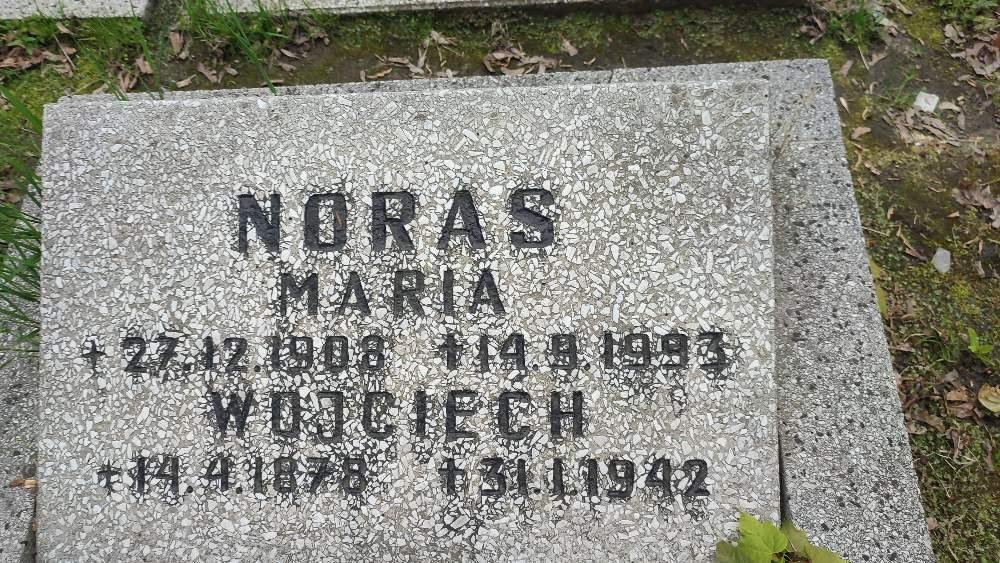 NORAS
MARIA
* 27.12.1908 † 14.9.1993
WOJCIECH
* 14.4.1878 † 31.1.1942